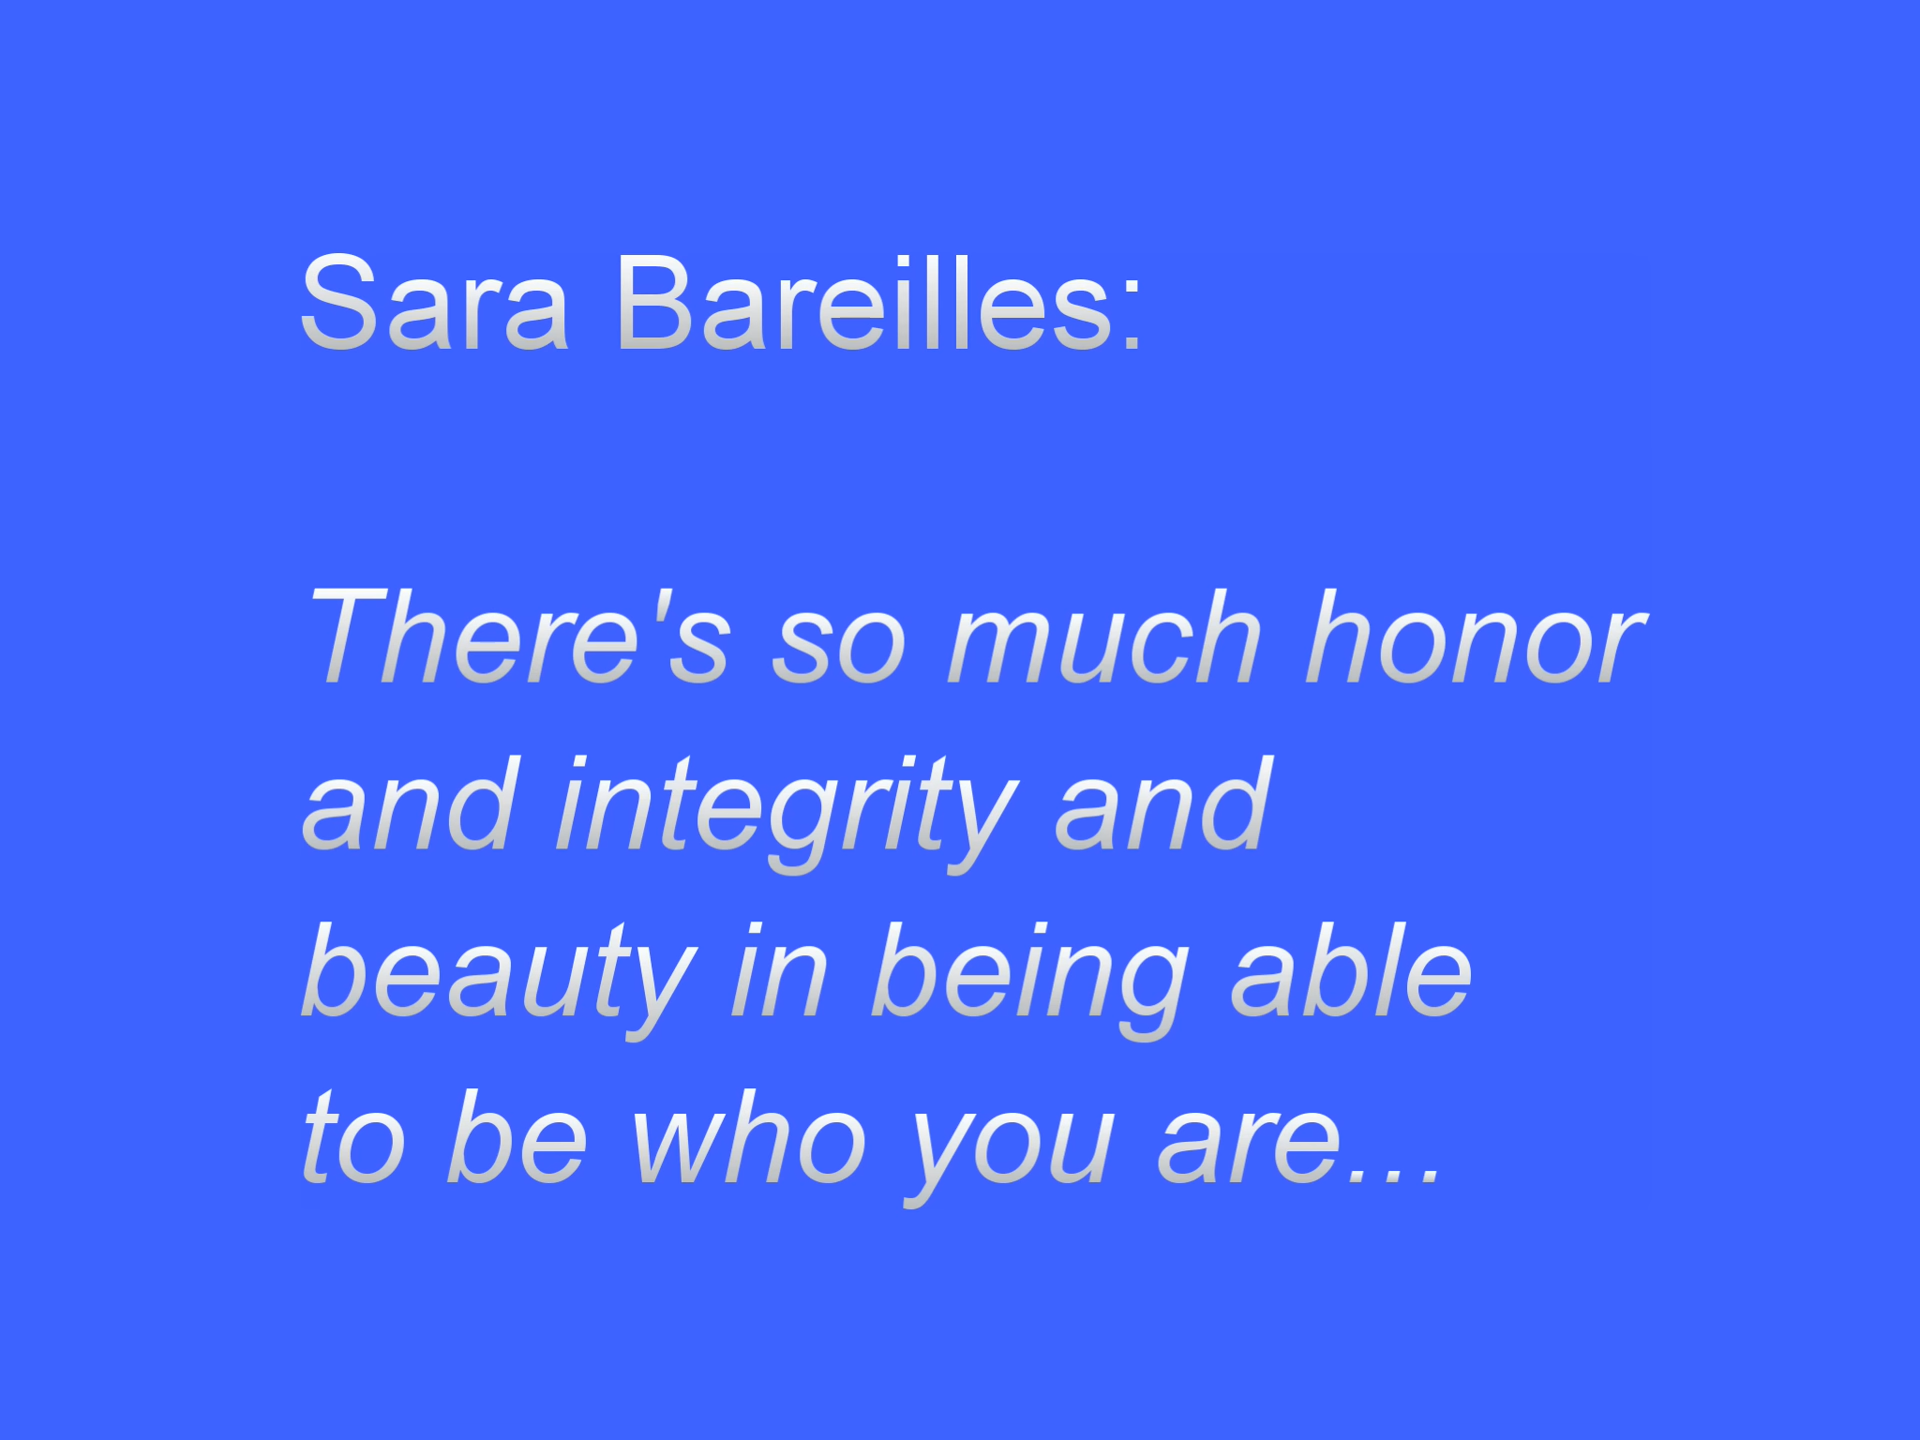 Sara Bareilles:
There's so much honor
and integrity and
beauty in being able
to be who you are...